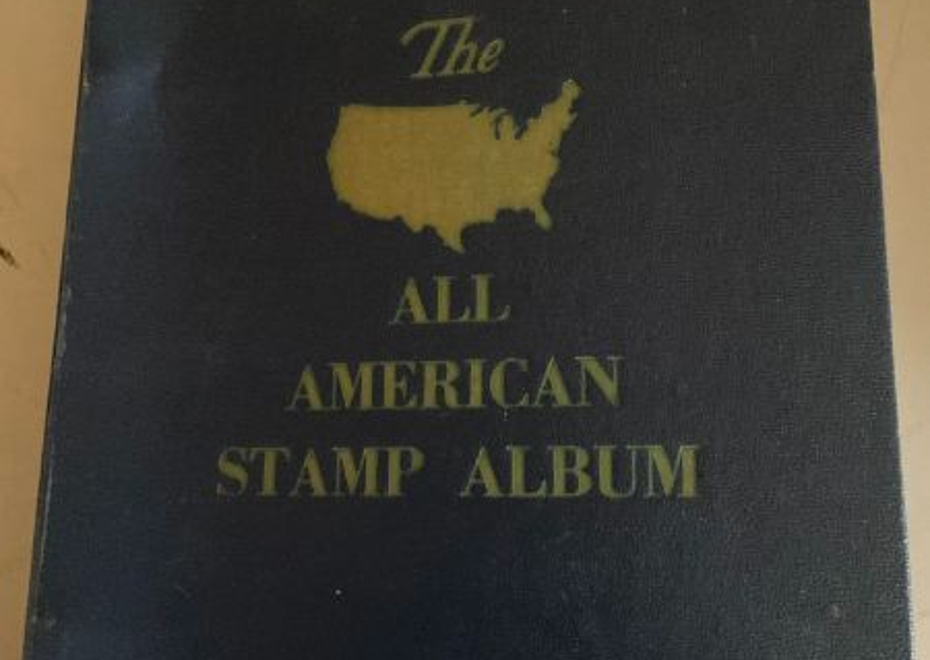 The
ALL
AMERICAN
STAMP ALBUM